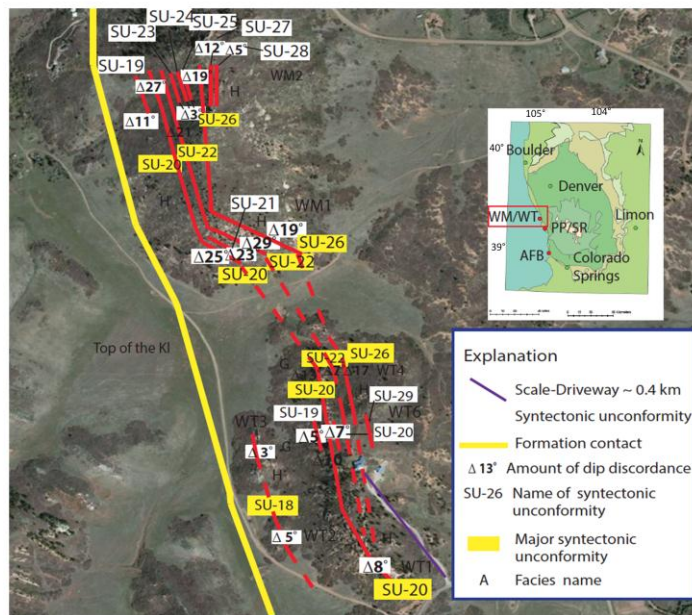 SU-24
SU-25
SU-23
SU-27
Δ12° Δ5°
SU-28
SU-19
Δ19
WM2
Δ27°
H
Δ3°
Δ11°
SU-26
SU-22
SU-20
SU-21
H
H
WM1
Δ19°
Δ29°
SU-26
Δ25°
Δ23
SU-22
SU-20
Top of the Kl
SU-22
SU-26
G
WT4
SU-20
H
SU-29
SU-19
WT6
WT3
Δ5°
Δ7°
SU-20
G
Δ3°
H
SU-18
Δ5°
WT2
H
Δ8°
WT1
SU-20
105°
104°
40°
Boulder
Denver
WM/WT
Limon
PP/SR
39°
AFB
Colorado
Springs
Explanation
Scale-Driveway ~ 0.4 km
Syntectonic unconformity
Formation contact
Δ13° Amount of dip discordance
SU-26 Name of syntectonic
unconformity
Major syntectonic
unconformity
A Facies name